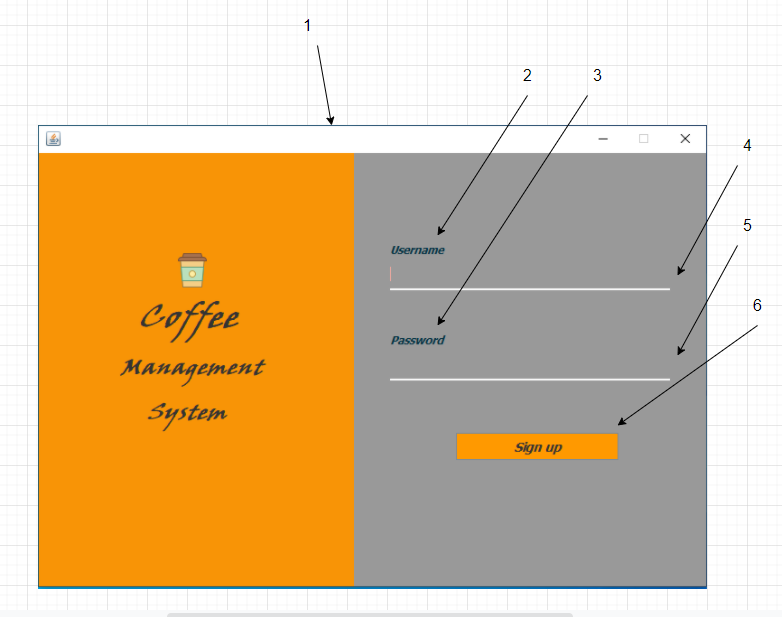 1
2
3
4
5
6
Username
Coffee
Password
Management
System
Sign up